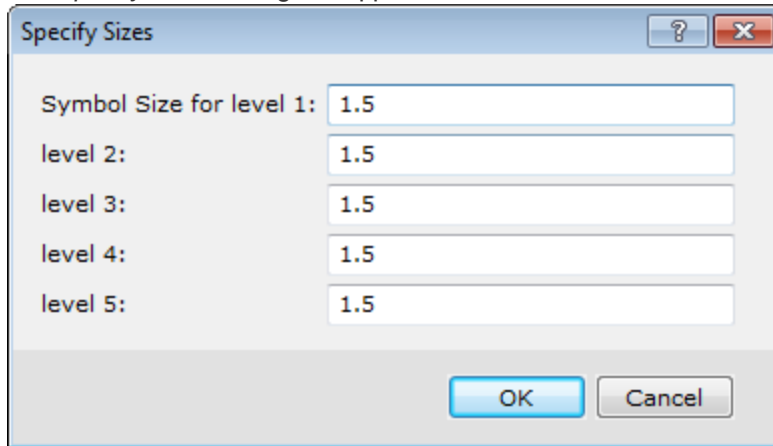 Specify Sizes
?
Symbol Size for level 1: 1.5
level 2: 1.5
level 3: 1.5
level 4: 1.5
level 5: 1.5
OK Cancel